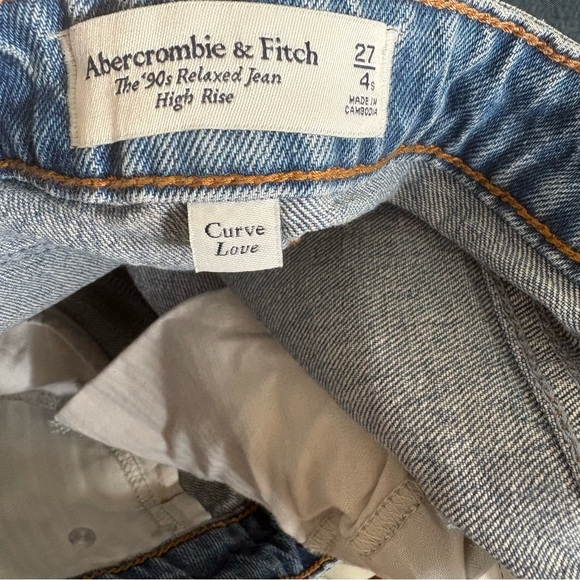 Abercrombie & Fitch
The '90s Relaxed Jean
High Rise
27
4s
MADE IN
CAMBODIA
Curve
Love